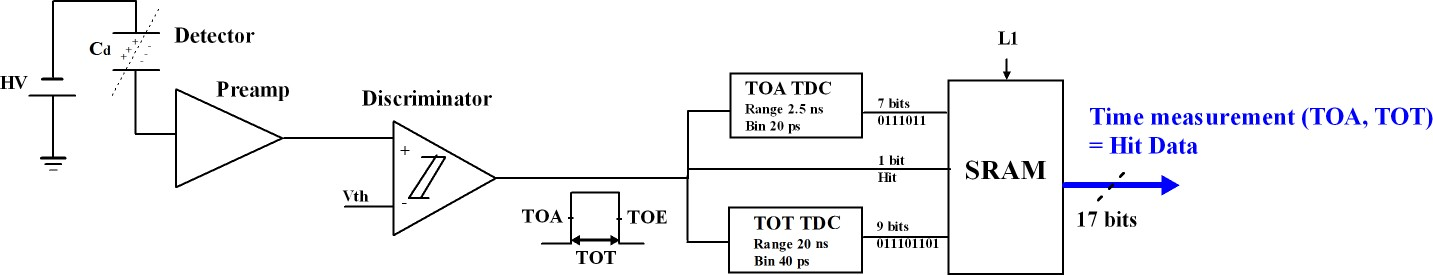 HV
Cd
Detector
Preamp
Discriminator
+
-
Vth
TOA
TOE
TOT
TOA TDC
Range 2.5 ns
Bin 20 ps
7 bits
0111011
1 bit
Hit
TOT TDC
Range 20 ns
Bin 40 ps
9 bits
011101101
L1
SRAM
Time measurement (TOA, TOT)
= Hit Data
17 bits